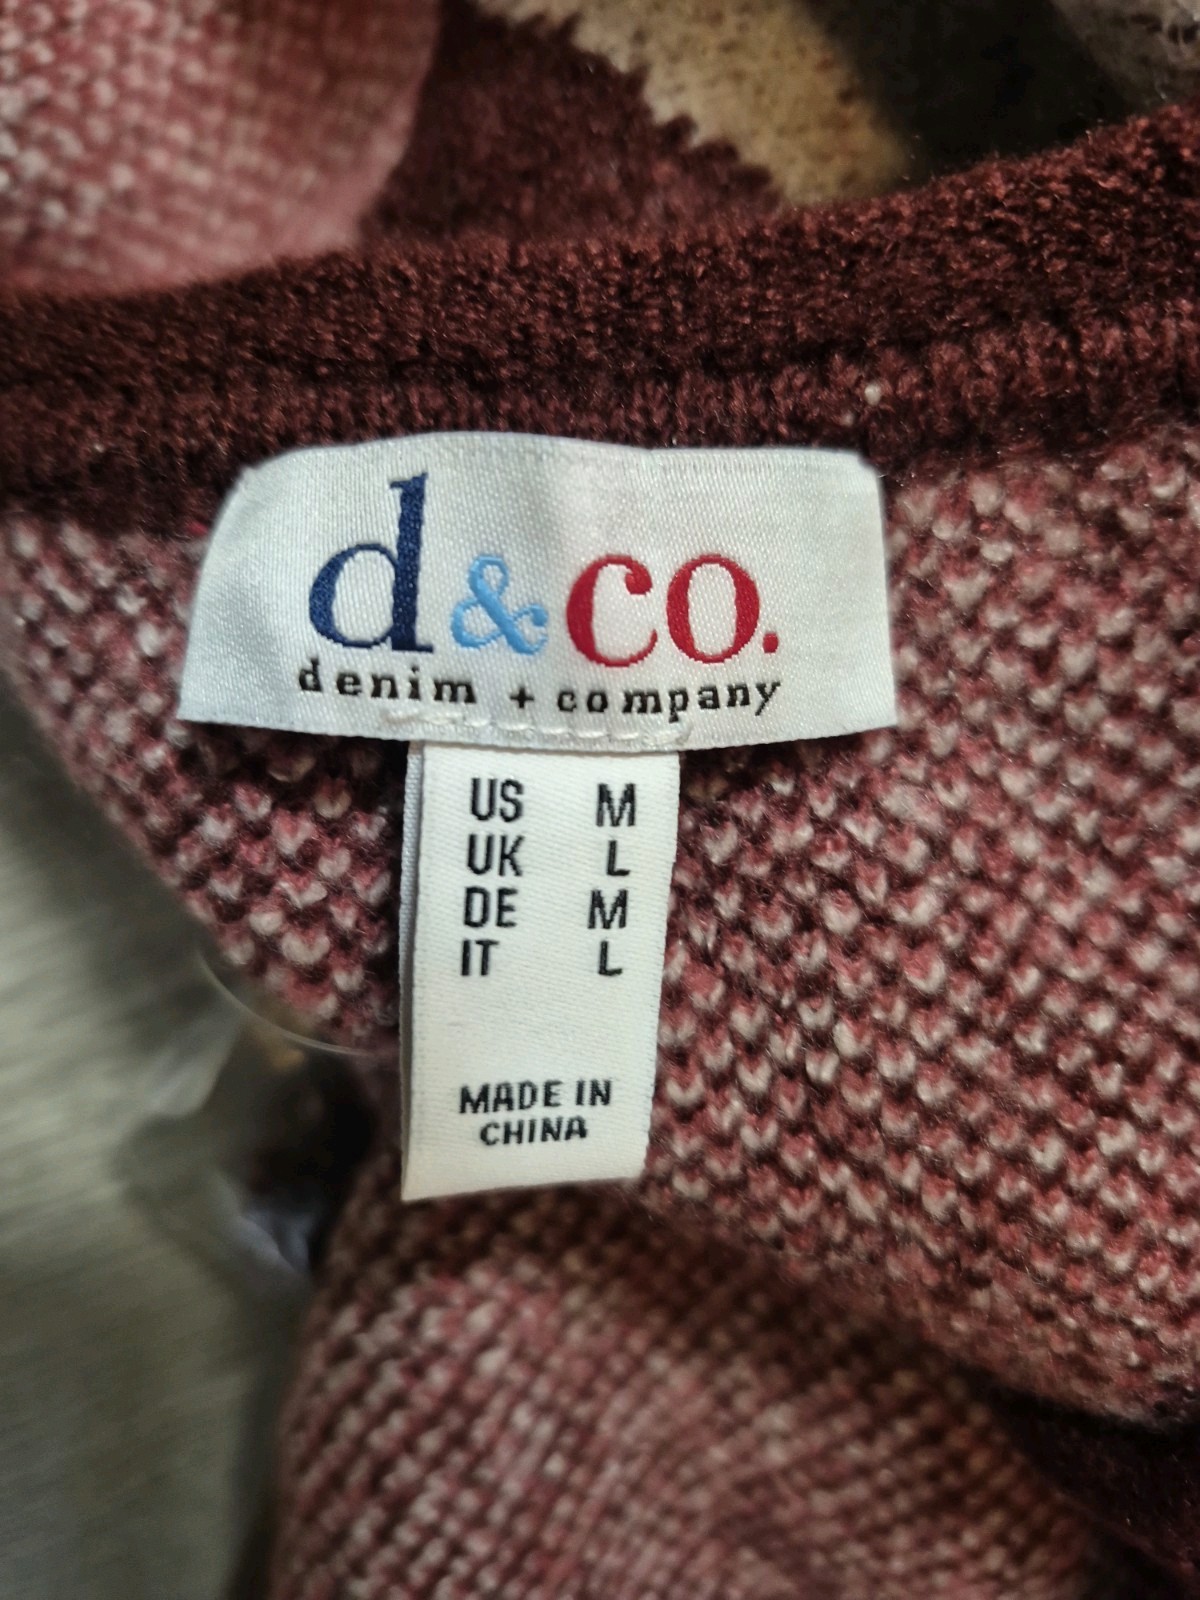 d&co.
denim + company
US M
UK L
DE M
IT L
MADE IN
CHINA